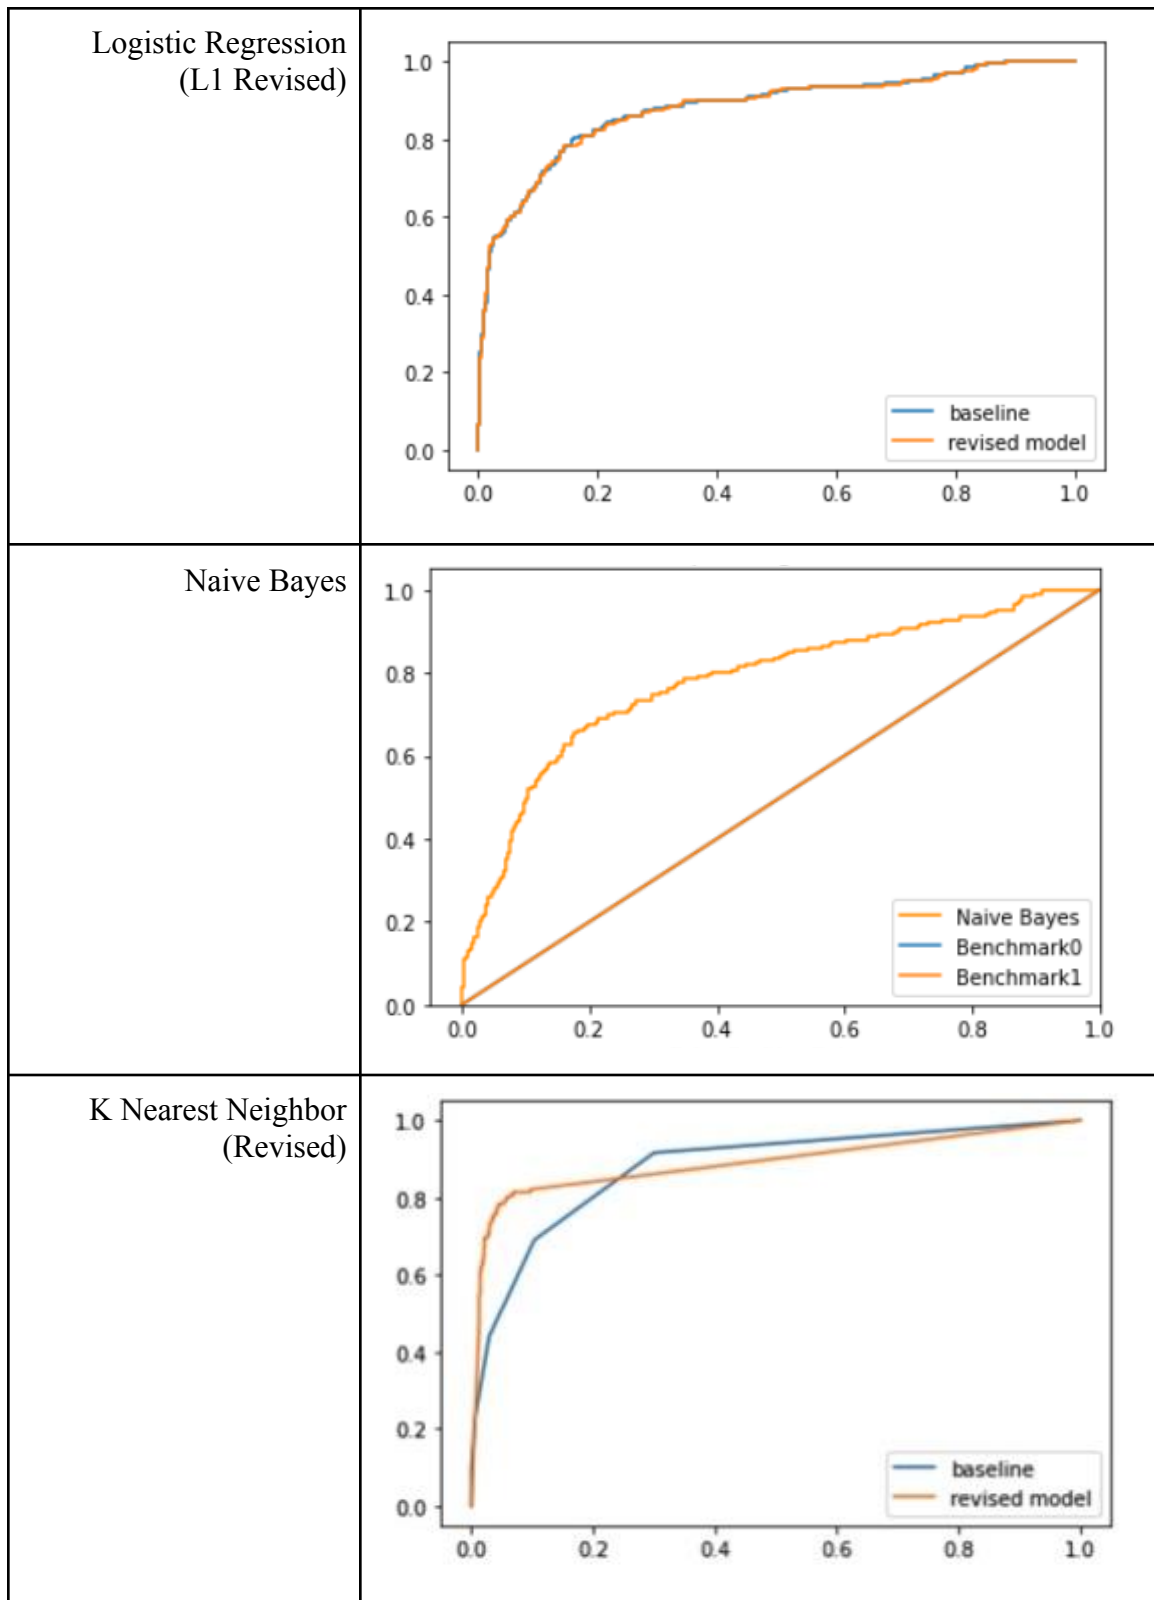 Logistic Regression
(L1 Revised)
1.0
0.8
0.6
0.4
0.2
0.0
baseline
revised model
0.0 0.2 0.4 0.6 0.8 1.0
Naive Bayes
1.0
0.8
0.6
0.4
0.2
0.0
Naive Bayes
Benchmark0
Benchmark1
0.0 0.2 0.4 0.6 0.8 1.0
K Nearest Neighbor
(Revised)
1.0
0.8
0.6
0.4
0.2
0.0
baseline
revised model
0.0 0.2 0.4 0.6 0.8 1.0